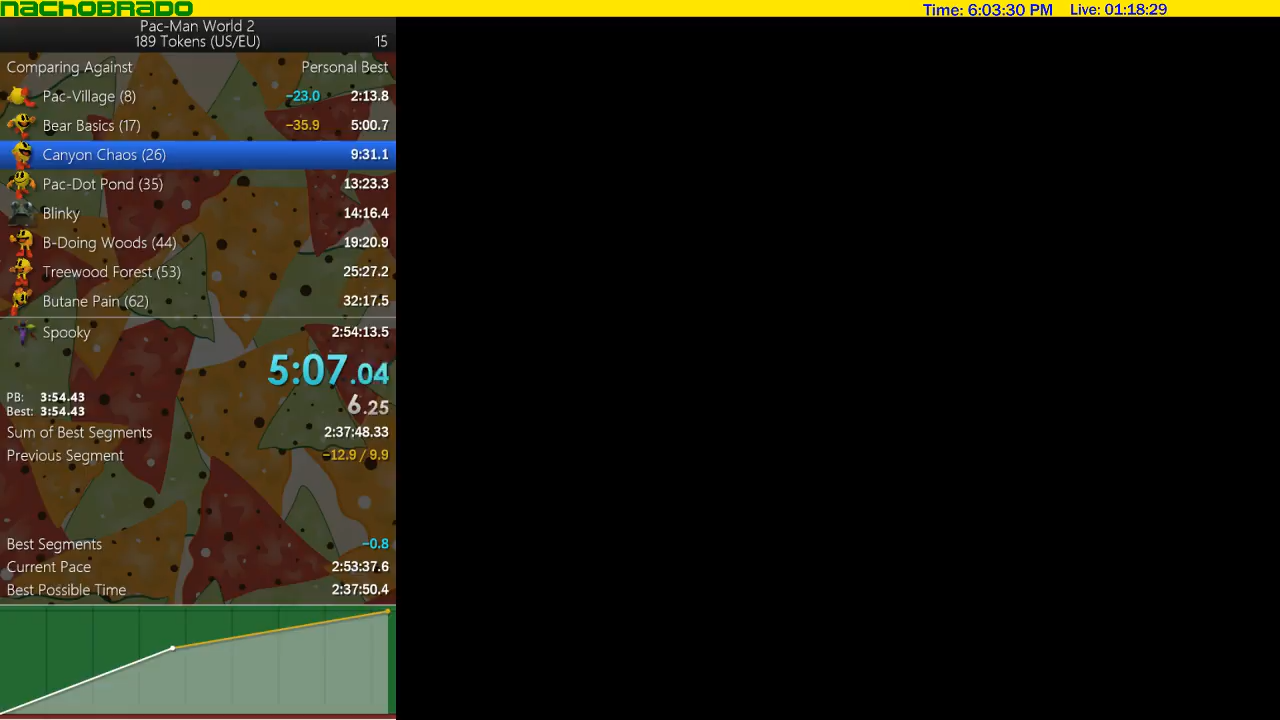 nachobrado
Time: 6:03:30 PM Live: 01:18:29
Pac-Man World 2
189 Tokens (US/EU) 15
Comparing Against Personal Best
Pac-Village (8) −23.0 2:13.8
Bear Basics (17) −35.9 5:00.7
Canyon Chaos (26) 9:31.1
Pac-Dot Pond (35) 13:23.3
Blinky 14:16.4
B-Doing Woods (44) 19:20.9
Treewood Forest (53) 25:27.2
Butane Pain (62) 32:17.5
Spooky 2:54:13.5
5:07.04
PB: 3:54.43
Best: 3:54.43 6.25
Sum of Best Segments 2:37:48.33
Previous Segment −12.9 / 9.9
Best Segments −0.8
Current Pace 2:53:37.6
Best Possible Time 2:37:50.4